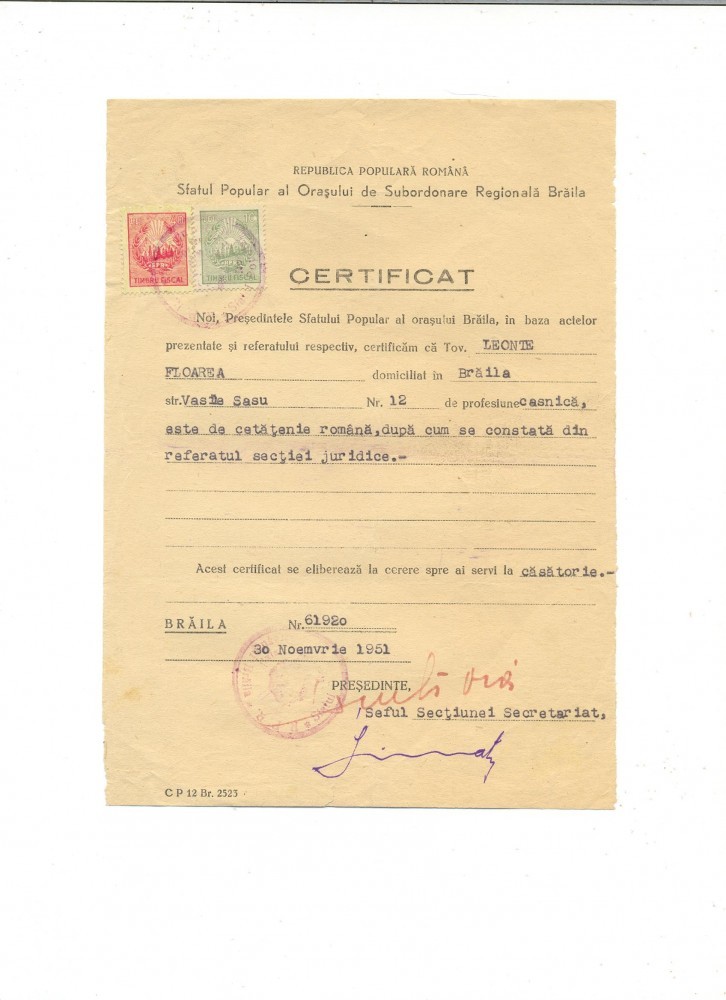 REPUBLICA POPULARĂ ROMÂNĂ
Sfatul Popular al Orașului de Subordonare Regională Brăila
TIMBRU FISCAL
TIMBRU FISCAL
CERTIFICAT
Noi, Președintele Sfatului Popular al orașului Brăila, în baza actelor
prezentate și referatului respectiv, certificăm că Tov. LEONTE
FLOAREA domiciliat în Brăila
str. Vasile Sasu Nr. 12 de profesiune casnică,
este de cetățenie română,după cum se constată din
referatul secției juridice.-
Acest certificat se eliberează la cerere spre ai servi la căsătorie.-
BRĂILA Nr. 61920
30 Noemvrie 1951
PREȘEDINTE,
Șeful Secțiunei Secretariat,
C P 12 Br. 2523